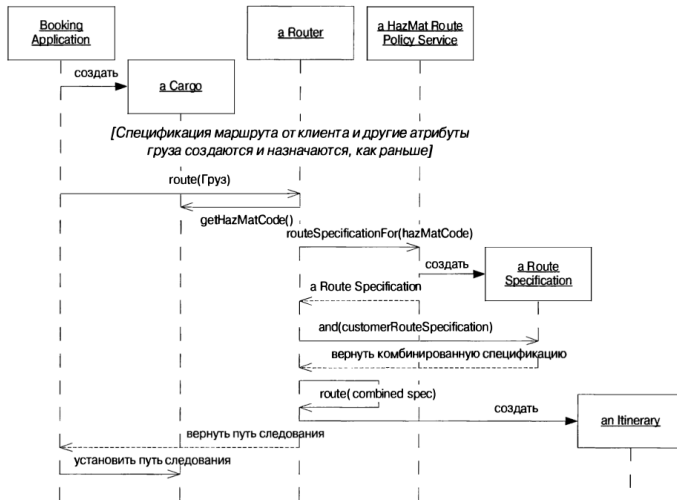 Booking
Application
a Router
a HazMat Route
Policy Service
создать
a Cargo
[Спецификация маршрута от клиента и другие атрибуты
груза создаются и назначаются, как раньше]
route(Груз)
getHazMatCode()
routeSpecificationFor(hazMatCode)
создать
a Route
Specification
a Route Specification
and(customerRouteSpecification)
вернуть комбинированную спецификацию
route( combined spec)
создать
an Itinerary
вернуть путь следования
установить путь следования